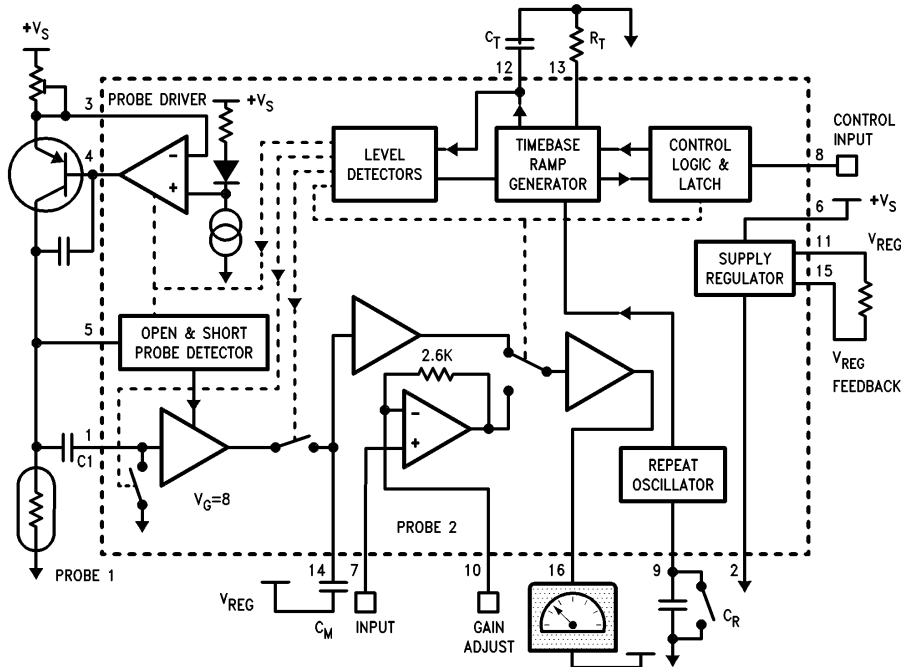 +VS
CT
RT
12
13
3
PROBE DRIVER
+VS
4
-
+
LEVEL
DETECTORS
TIMEBASE
RAMP
GENERATOR
CONTROL
LOGIC &
LATCH
CONTROL
INPUT
8
6
+VS
SUPPLY
REGULATOR
11
VREG
15
VREG
FEEDBACK
5
OPEN & SHORT
PROBE DETECTOR
2.6K
-
+
1
C1
VG=8
REPEAT
OSCILLATOR
PROBE 2
PROBE 1
14
7
10
16
9
2
VREG
CM
INPUT
GAIN
ADJUST
CR